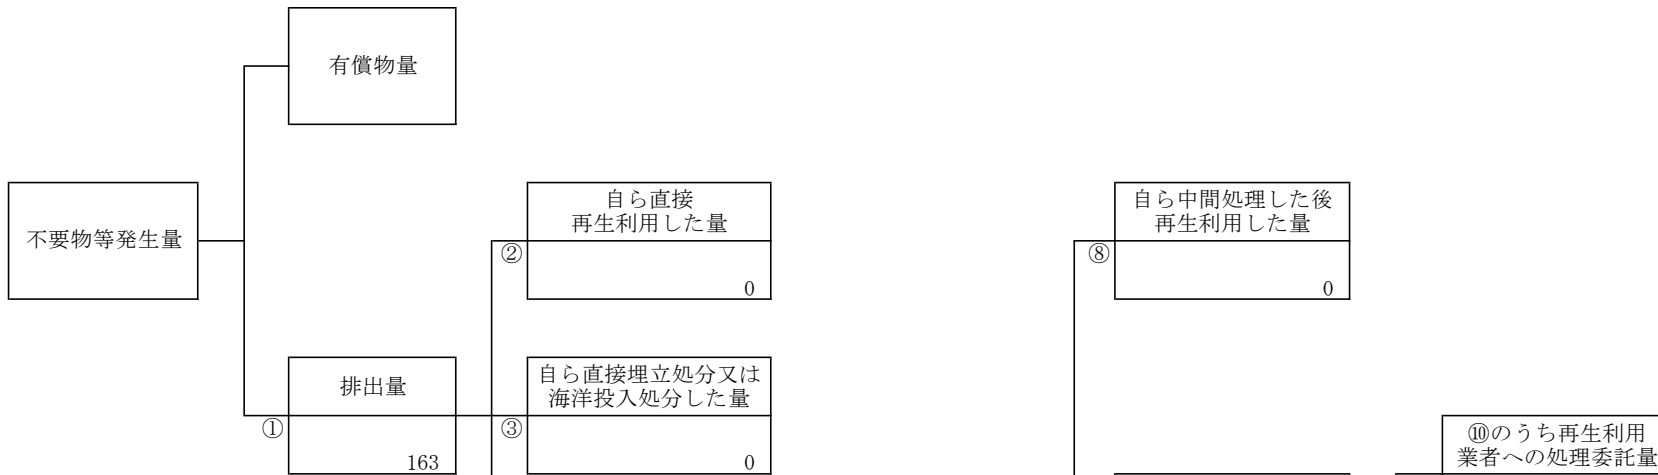 有償物量
不要物等発生量
自ら直接
再生利用した量
②
0
自ら中間処理した後
再生利用した量
⑧
0
排出量
①
163
自ら直接埋立処分又は
海洋投入処分した量
③
0
⑩のうち再生利用
業者への処理委託量